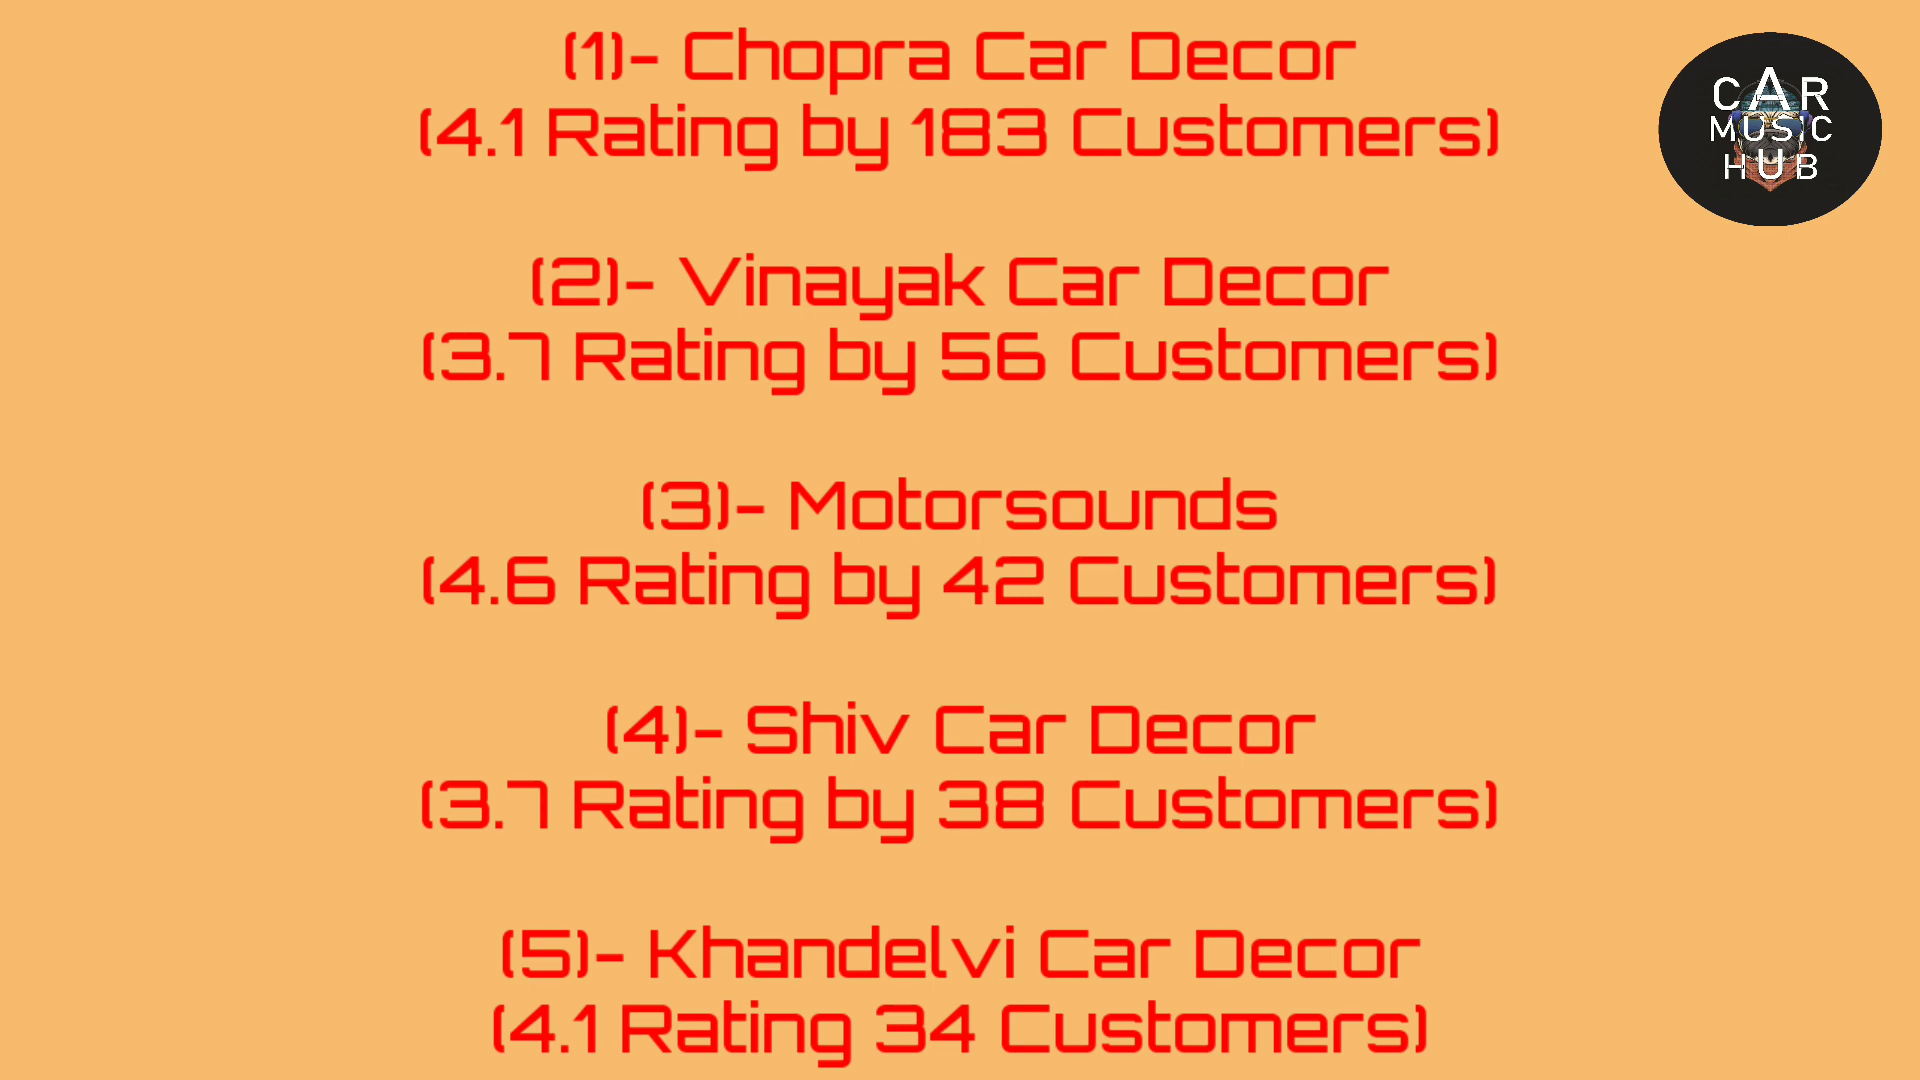 (1)- Chopra Car Decor
(4.1 Rating by 183 Customers)
(2)- Vinayak Car Decor
(3.7 Rating by 56 Customers)
(3)- Motorsounds
(4.6 Rating by 42 Customers)
(4)- Shiv Car Decor
(3.7 Rating by 38 Customers)
(5)- Khandelvi Car Decor
(4.1 Rating 34 Customers)
CAR
MUSIC
HUB